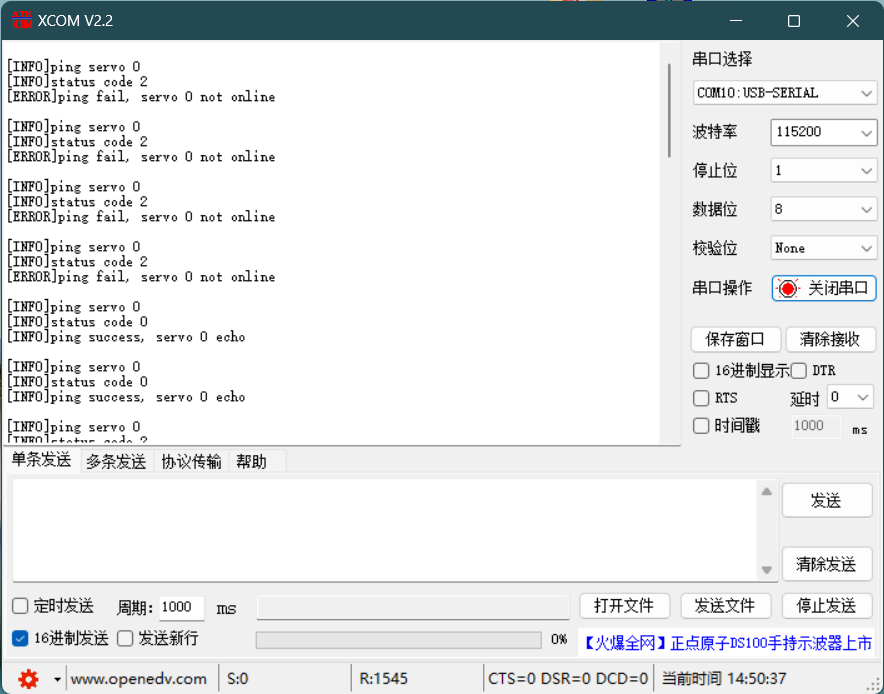 XCOM V2.2
[INFO]ping servo 0
[INFO]status code 2
[ERROR]ping fail, servo 0 not online
[INFO]ping servo 0
[INFO]status code 2
[ERROR]ping fail, servo 0 not online
[INFO]ping servo 0
[INFO]status code 2
[ERROR]ping fail, servo 0 not online
[INFO]ping servo 0
[INFO]status code 2
[ERROR]ping fail, servo 0 not online
[INFO]ping servo 0
[INFO]status code 0
[INFO]ping success, servo 0 echo
[INFO]ping servo 0
[INFO]status code 0
[INFO]ping success, servo 0 echo
[INFO]ping servo 0
[INFO]status code 2
串口选择
COM10:USB-SERIAL
波特率 115200
停止位 1
数据位 8
校验位 None
串口操作 关闭串口
保存窗口 清除接收
16进制显示 DTR
RTS 延时 0
时间戳 1000 ms
单条发送 多条发送 协议传输 帮助
发送
清除发送
定时发送 周期: 1000 ms 打开文件 发送文件 停止发送
16进制发送 发送新行 0% 【火爆全网】正点原子DS100手持示波器上市
www.openedv.com S:0 R:1545 CTS=0 DSR=0 DCD=0 当前时间 14:50:37